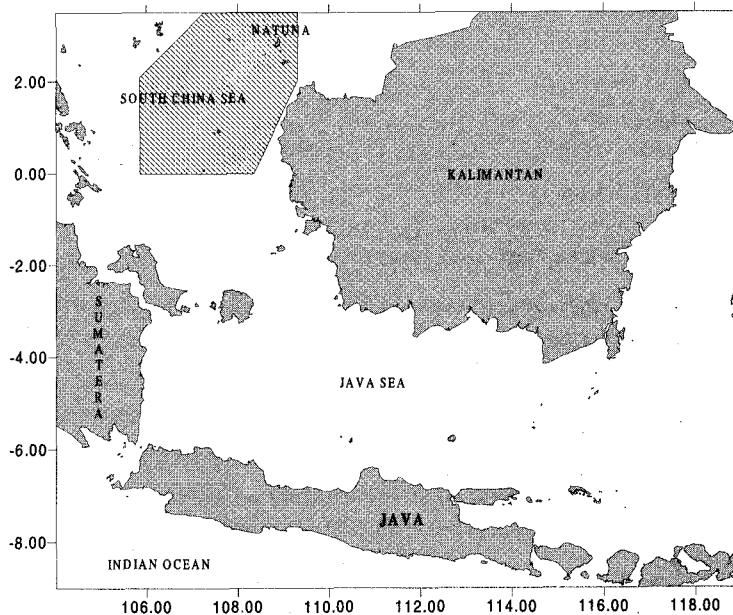 NATUNA
2.00
SOUTH CHINA SEA
0.00
KALIMANTAN
-2.00
SUMATERA
-4.00
JAVA SEA
-6.00
JAVA
-8.00
INDIAN OCEAN
106.00 108.00 110.00 112.00 114.00 116.00 118.00